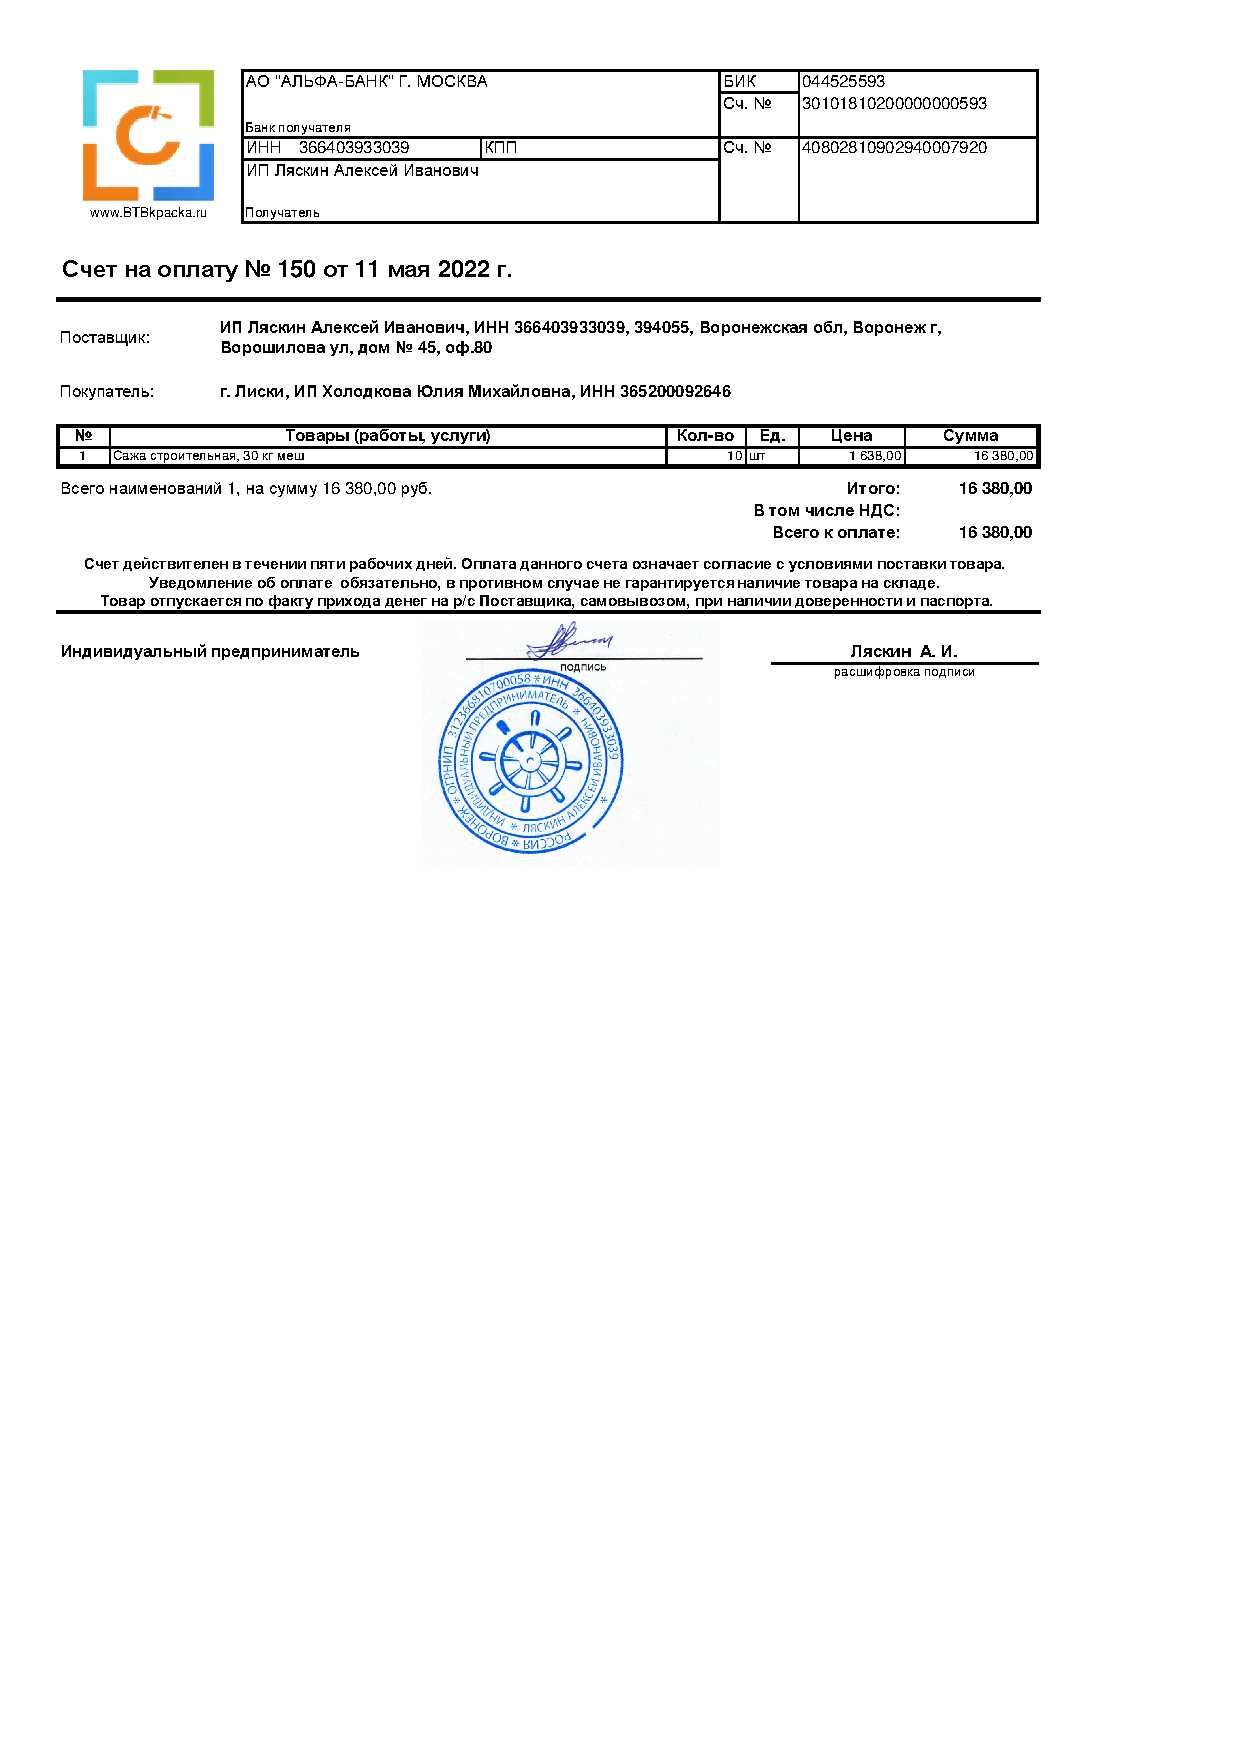 АО "АЛЬФА-БАНК" Г. МОСКВА БИК 044525593
Сч. № 30101810200000000593
Банк получателя
ИНН 366403933039 КПП Сч. № 40802810902940007920
ИП Ляскин Алексей Иванович
www.BTBkpacka.ru Получатель
Счет на оплату № 150 от 11 мая 2022 г.
Поставщик: ИП Ляскин Алексей Иванович, ИНН 366403933039, 394055, Воронежская обл, Воронеж г,
Ворошилова ул, дом № 45, оф.80
Покупатель: г. Лиски, ИП Холодкова Юлия Михайловна, ИНН 365200092646
№ Товары (работы, услуги) Кол-во Ед. Цена Сумма
1 Сажа строительная, 30 кг меш 10 шт 1 638,00 16 380,00
Всего наименований 1, на сумму 16 380,00 руб. Итого: 16 380,00
В том числе НДС:
Всего к оплате: 16 380,00
Счет действителен в течении пяти рабочих дней. Оплата данного счета означает согласие с условиями поставки товара.
Уведомление об оплате обязательно, в противном случае не гарантируется наличие товара на складе.
Товар отпускается по факту прихода денег на р/с Поставщика, самовывозом, при наличии доверенности и паспорта.
Индивидуальный предприниматель Ляскин А. И.
подпись расшифровка подписи
РОССИЯ * ВОРОНЕЖ * ОГРНИП 312366810700058 * ИНН 366403933039 *
ИНДИВИДУАЛЬНЫЙ ПРЕДПРИНИМАТЕЛЬ *
ЛЯСКИН АЛЕКСЕЙ ИВАНОВИЧ *